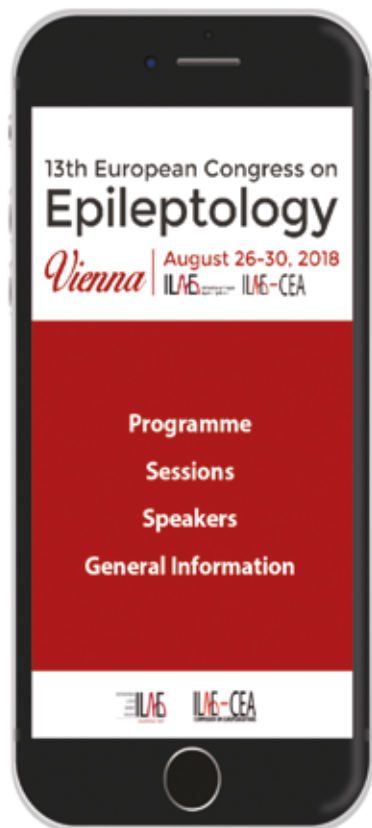 13th European Congress on
Epileptology
Vienna
August 26-30, 2018
ILAE ILAE-CEA
Programme
Sessions
Speakers
General Information
ILAE ILAE-CEA